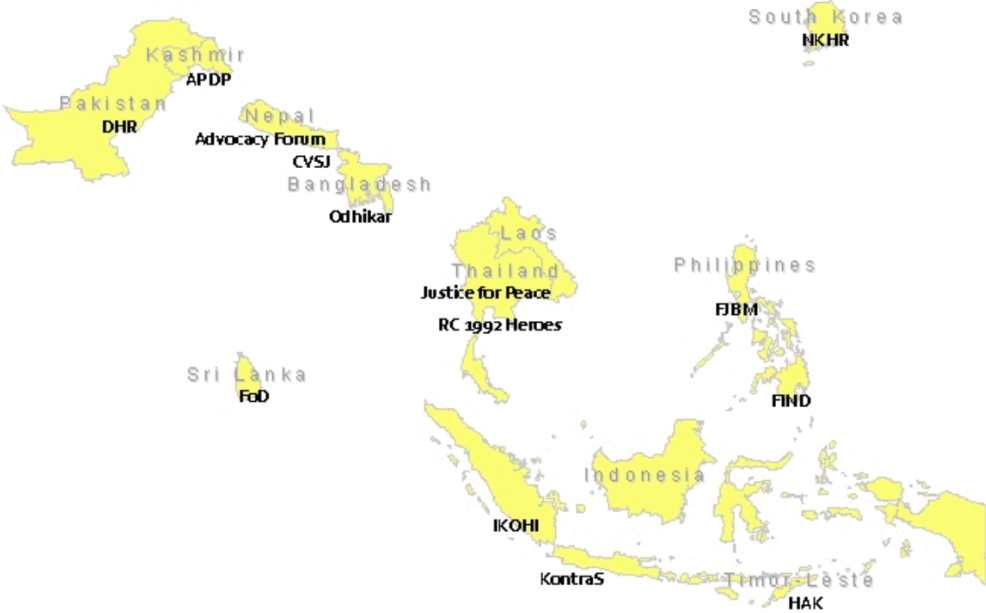 South Korea
NKHR
Kashmir
APDP
Pakistan
DHR
Nepal
Advocacy Forum
CVSJ
Bangladesh
Odhikar
Laos
Thailand
Justice for Peace
RC 1992 Heroes
Philippines
FJBM
FIND
Sri Lanka
FoD
Indonesia
IKOHI
KontraS
Timor-Leste
HAK